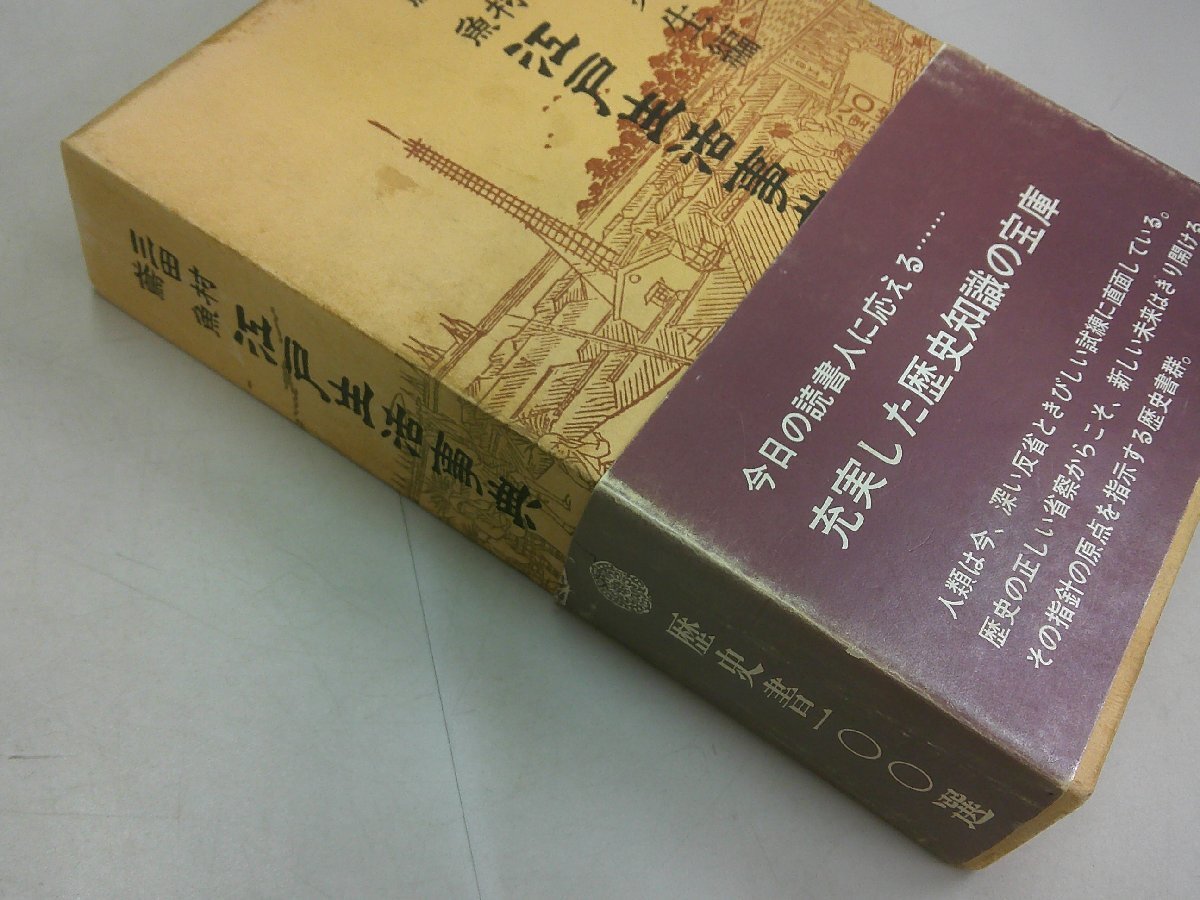 生編
魚村
江戸生活事
三田村
鳶魚
江戸生活事典
今日の読書人に応える……
充実した歴史知識の宝庫
人類は今、深い反省ときびしい試練に直面している。
歴史の正しい省察からこそ、新しい未来はきり開ける
その指針の原点を指示する歴史書群。
歴史書一〇〇選